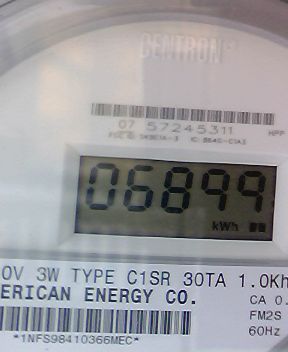 CENTRON
07 57245311
HPP
06899
kWh
0V 3W TYPE C1SR 30TA 1.0Kh
ERICAN ENERGY CO.
CA 0.
FM2S
60Hz
*1NFS98410366MEC*